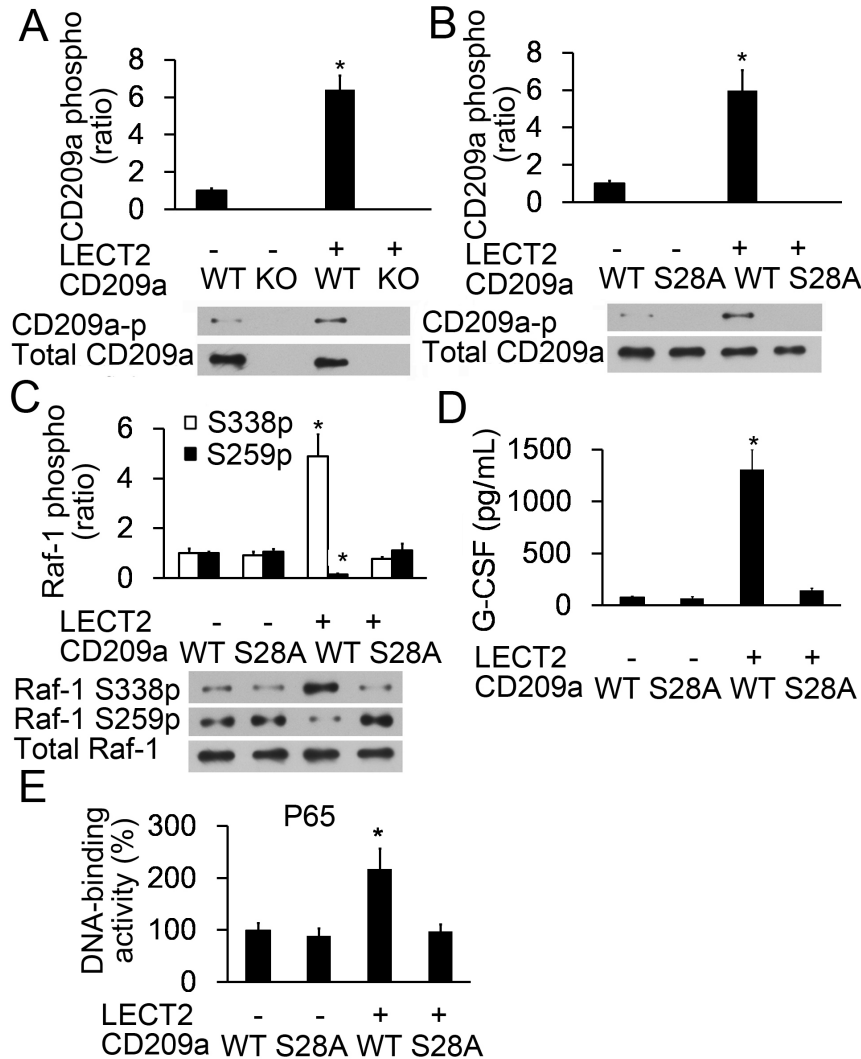 A
CD209a phospho
(ratio)
8
6
4
2
0
*
LECT2 - - + +
CD209a WT KO WT KO
CD209a-p
Total CD209a
B
CD209a phospho
(ratio)
8
6
4
2
0
*
LECT2 - - + +
CD209a WT S28A WT S28A
CD209a-p
Total CD209a
C
Raf-1 phospho
(ratio)
6
4
2
0
S338p
S259p
*
*
LECT2 - - + +
CD209a WT S28A WT S28A
Raf-1 S338p
Raf-1 S259p
Total Raf-1
D
G-CSF (pg/mL)
1500
1000
500
0
*
LECT2 - - + +
CD209a WT S28A WT S28A
E
P65
DNA-binding
activity (%)
300
200
100
0
*
LECT2 - - + +
CD209a WT S28A WT S28A